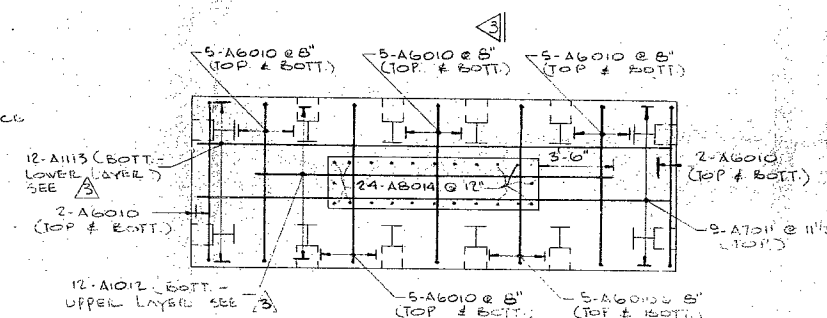 3
5-A6010 @ 8"
(TOP & BOTT.)
5-A6010 @ 8"
(TOP & BOTT.)
5-A6010 @ 8"
(TOP & BOTT.)
12-A1113 (BOTT.-
LOWER LAYER)
SEE 3
3'-6"
2-A6010
(TOP & BOTT.)
24-A8014 @ 12"
2-A6010
(TOP & BOTT.)
9-A7011 @ 11½
(TOP)
12-A1012 (BOTT.-
UPPER LAYER SEE 3
5-A6010 @ 8"
(TOP & BOTT.)
5-A6010 @ 8"
(TOP & BOTT.)